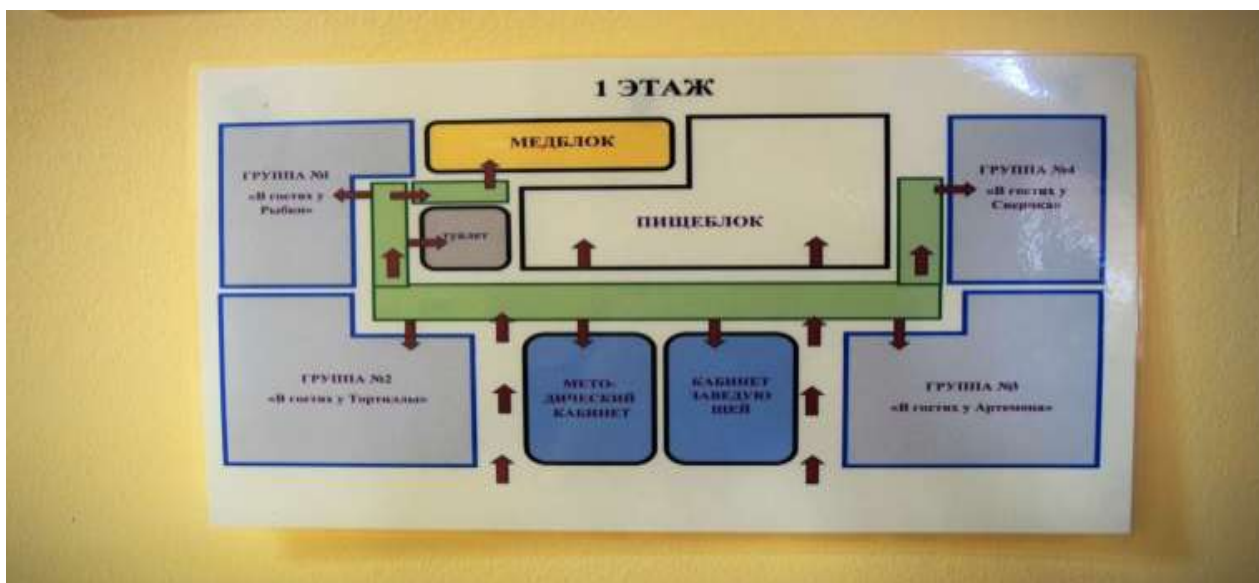 1 ЭТАЖ
МЕДБЛОК
ГРУППА №1
«В гостях у
Рыбки»
ГРУППА №4
«В гостях у
Сверчка»
туалет
ПИЩЕБЛОК
ГРУППА №2
«В гостях у Тортиллы»
МЕТО-
ДИЧЕСКИЙ
КАБИНЕТ
КАБИНЕТ
ЗАВЕДУЮ
ЩЕЙ
ГРУППА №3
«В гостях у Артемона»